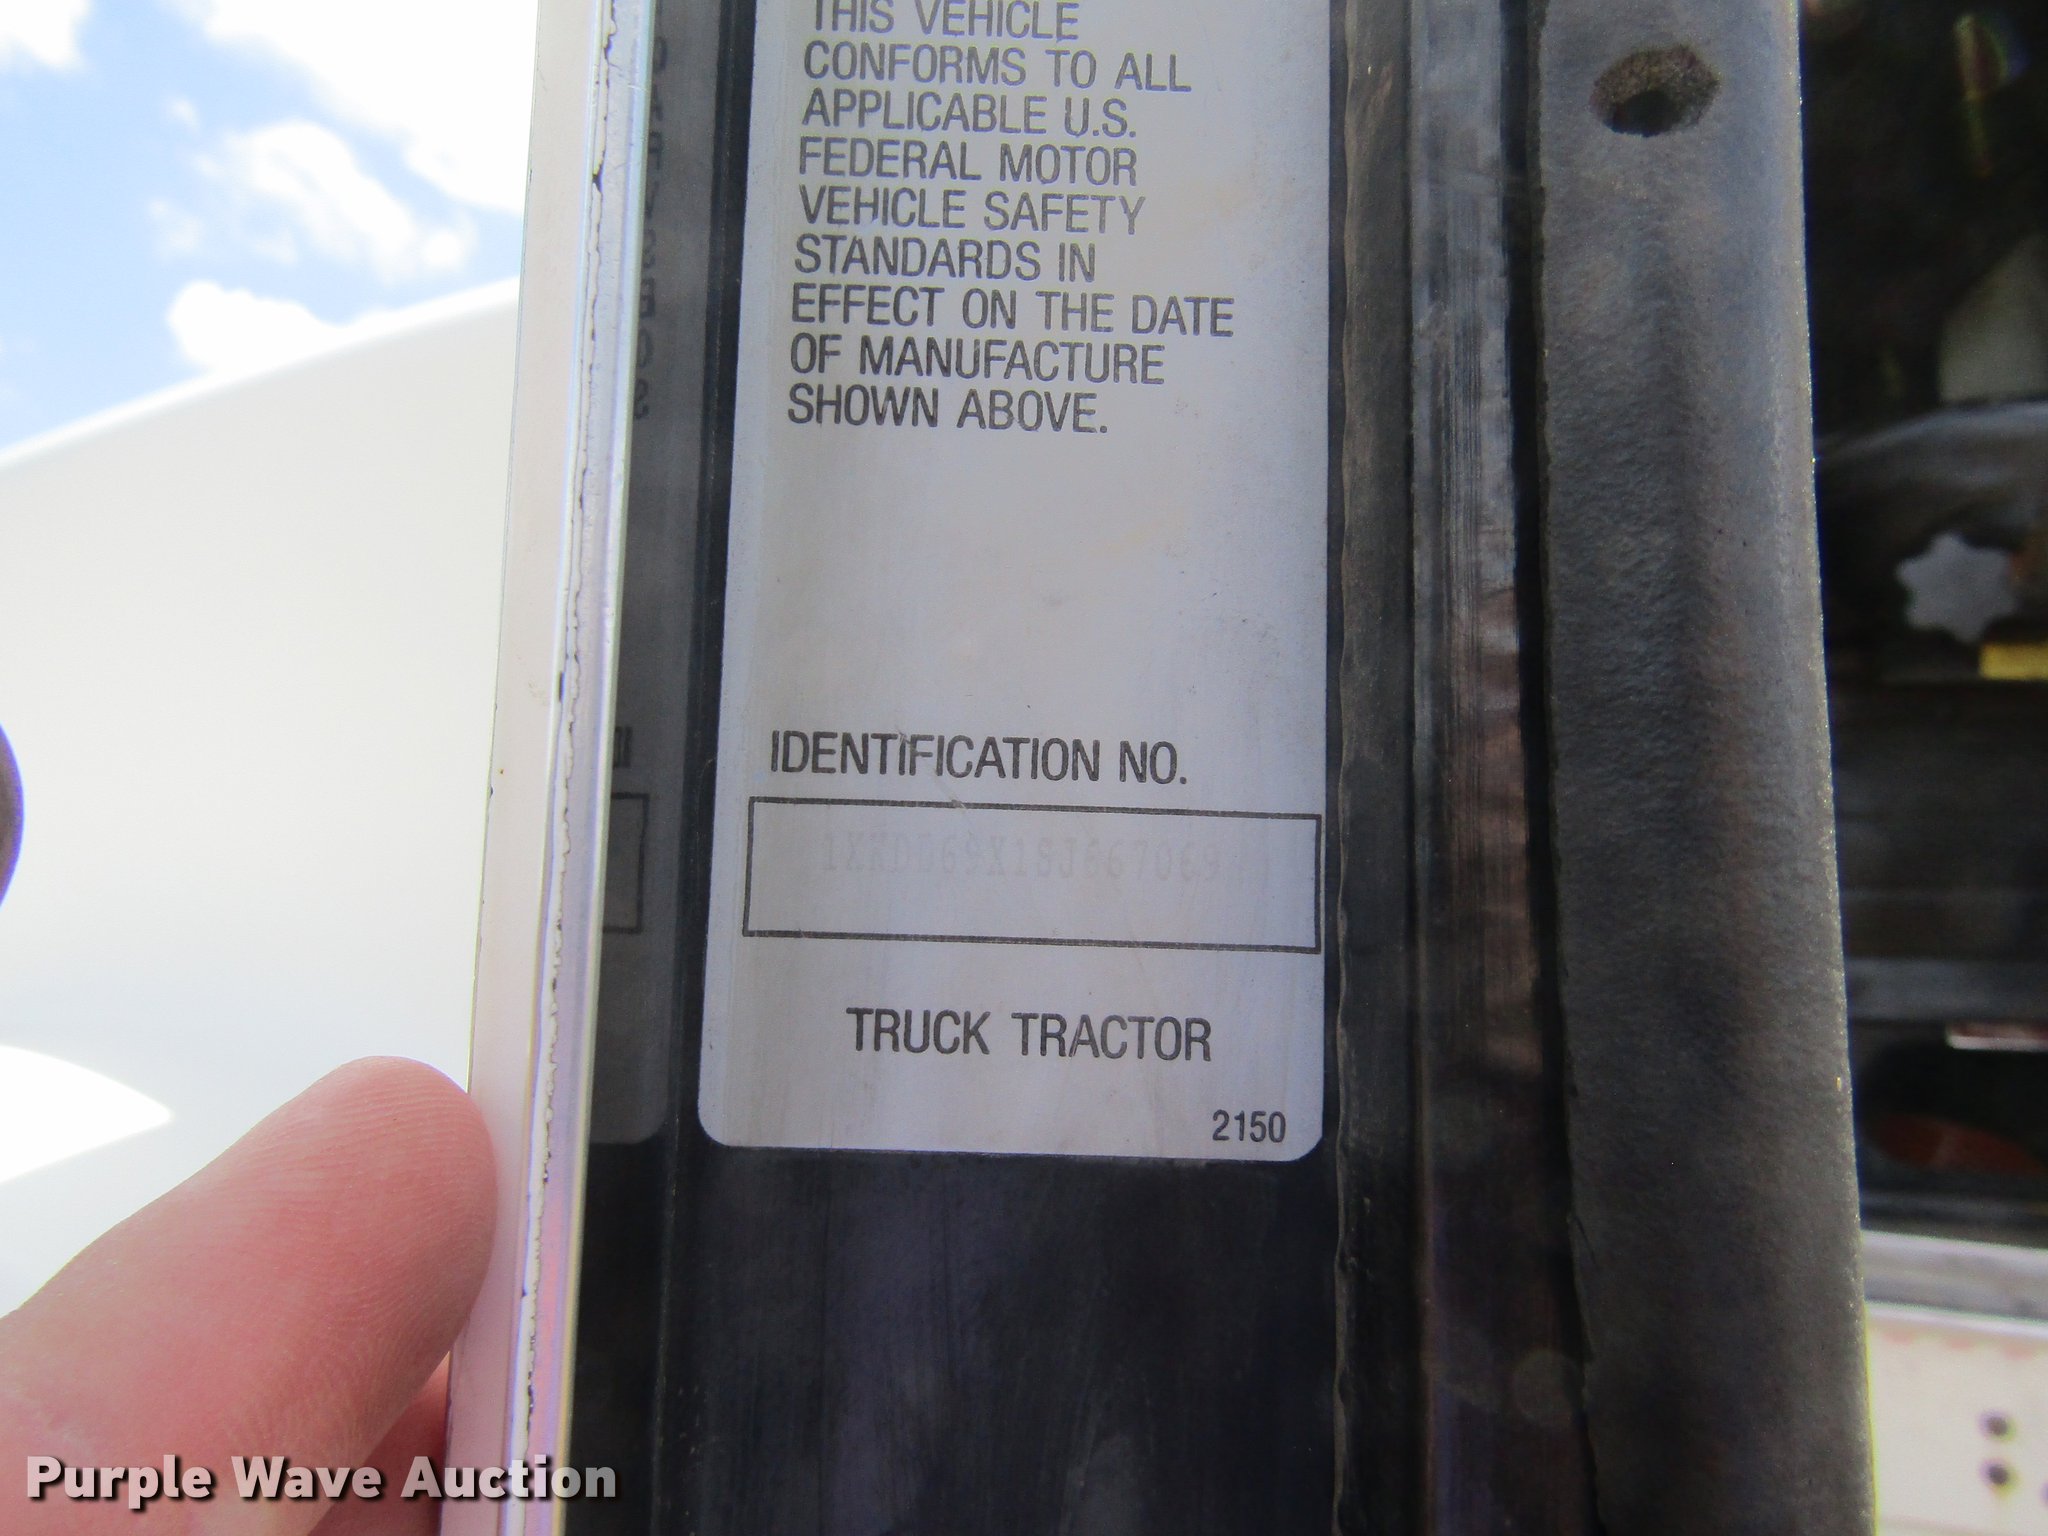 THIS VEHICLE
CONFORMS TO ALL
APPLICABLE U.S.
FEDERAL MOTOR
VEHICLE SAFETY
STANDARDS IN
EFFECT ON THE DATE
OF MANUFACTURE
SHOWN ABOVE.
IDENTIFICATION NO.
1XKDD69X1SJ667069
TRUCK TRACTOR
2150
Purple Wave Auction